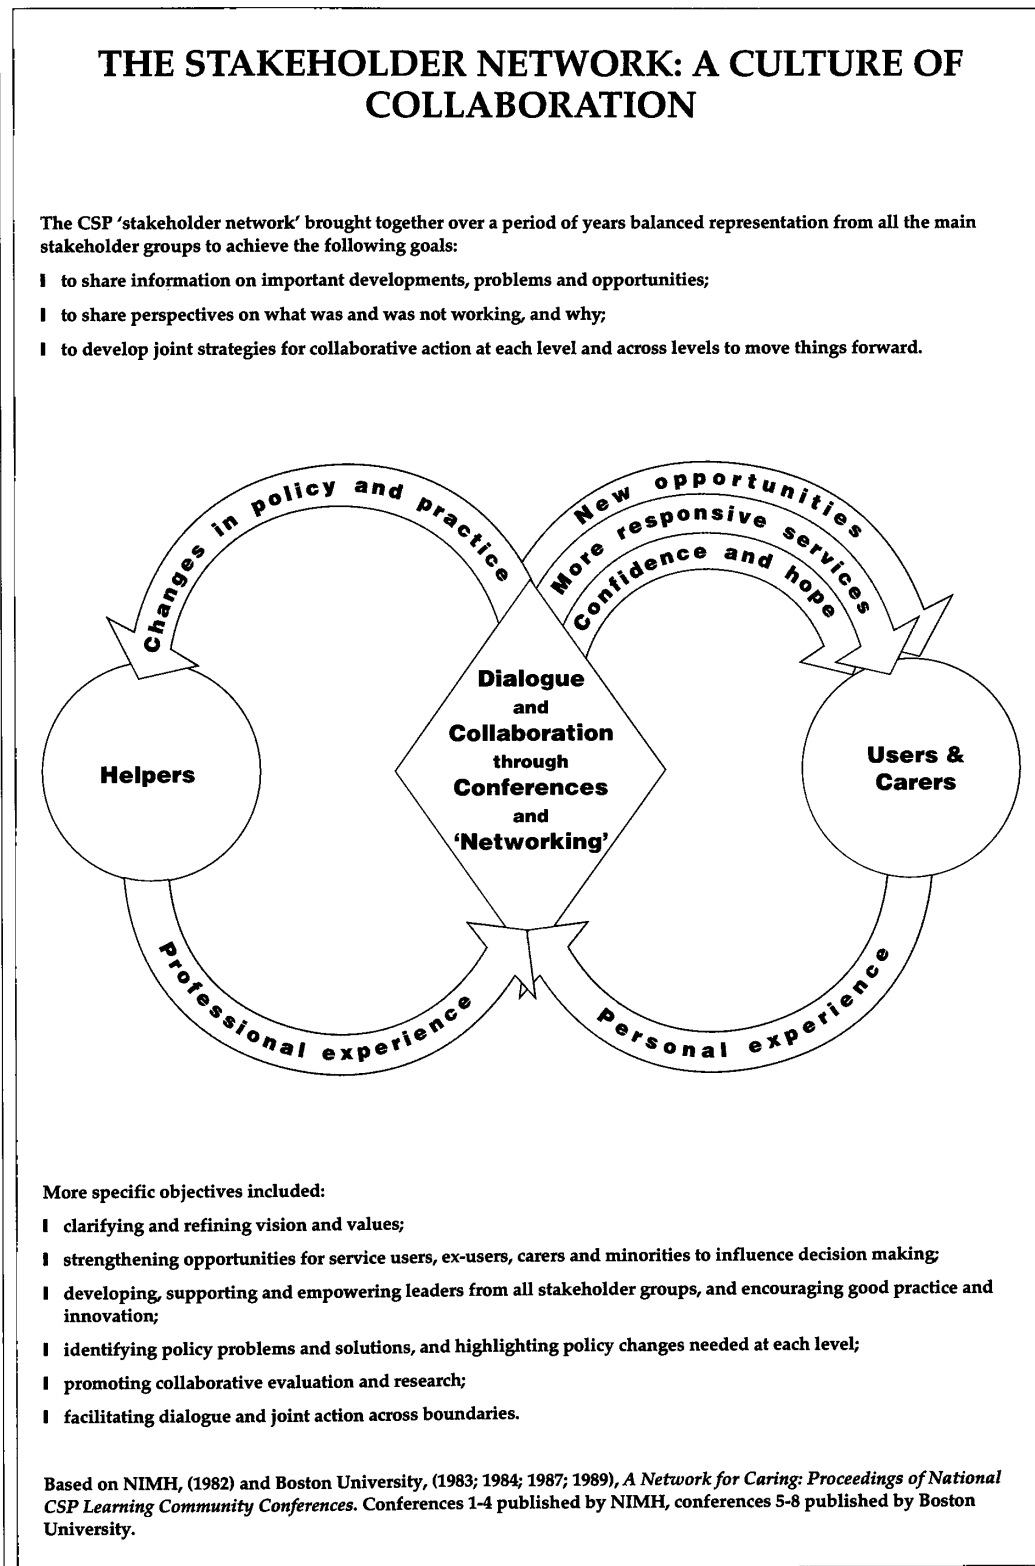 THE STAKEHOLDER NETWORK: A CULTURE OF
COLLABORATION
The CSP 'stakeholder network' brought together over a period of years balanced representation from all the main
stakeholder groups to achieve the following goals:
to share information on important developments, problems and opportunities;
to share perspectives on what was and was not working, and why;
to develop joint strategies for collaborative action at each level and across levels to move things forward.
Changes in policy and practice
New opportunities
More responsive services
Confidence and hope
Dialogue
and
Collaboration
through
Conferences
and
'Networking'
Helpers
Users &
Carers
Professional experience
Personal experience
More specific objectives included:
clarifying and refining vision and values;
strengthening opportunities for service users, ex-users, carers and minorities to influence decision making;
developing, supporting and empowering leaders from all stakeholder groups, and encouraging good practice and
innovation;
identifying policy problems and solutions, and highlighting policy changes needed at each level;
promoting collaborative evaluation and research;
facilitating dialogue and joint action across boundaries.
Based on NIMH, (1982) and Boston University, (1983; 1984; 1987; 1989), A Network for Caring: Proceedings of National
CSP Learning Community Conferences. Conferences 1-4 published by NIMH, conferences 5-8 published by Boston
University.